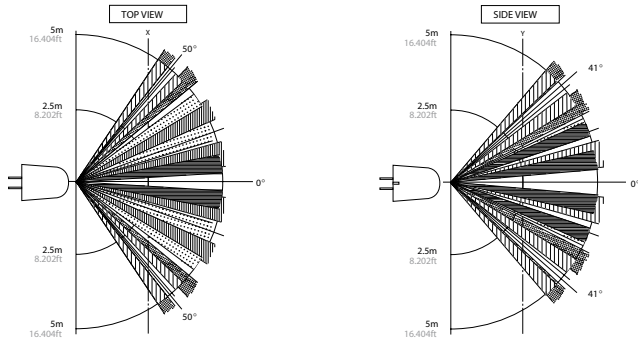 TOP VIEW
5m
16.404ft
X
50°
2.5m
8.202ft
0°
2.5m
8.202ft
50°
5m
16.404ft
SIDE VIEW
5m
16.404ft
Y
41°
2.5m
8.202ft
0°
2.5m
8.202ft
41°
5m
16.404ft